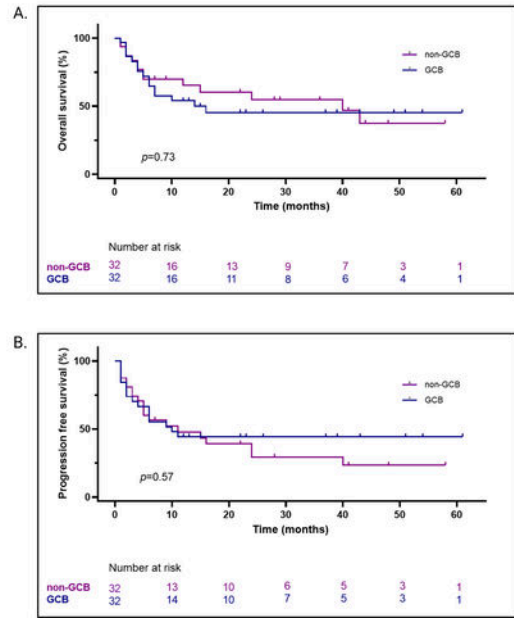 A.
Overall survival (%)
100
50
0
non-GCB
GCB
p=0.73
0 10 20 30 40 50 60
Time (months)
Number at risk
non-GCB 32 16 13 9 7 3 1
GCB 32 16 11 8 6 4 1
B.
Progression free survival (%)
100
50
0
non-GCB
GCB
p=0.57
0 10 20 30 40 50 60
Time (months)
Number at risk
non-GCB 32 13 10 6 5 3 1
GCB 32 14 10 7 5 3 1